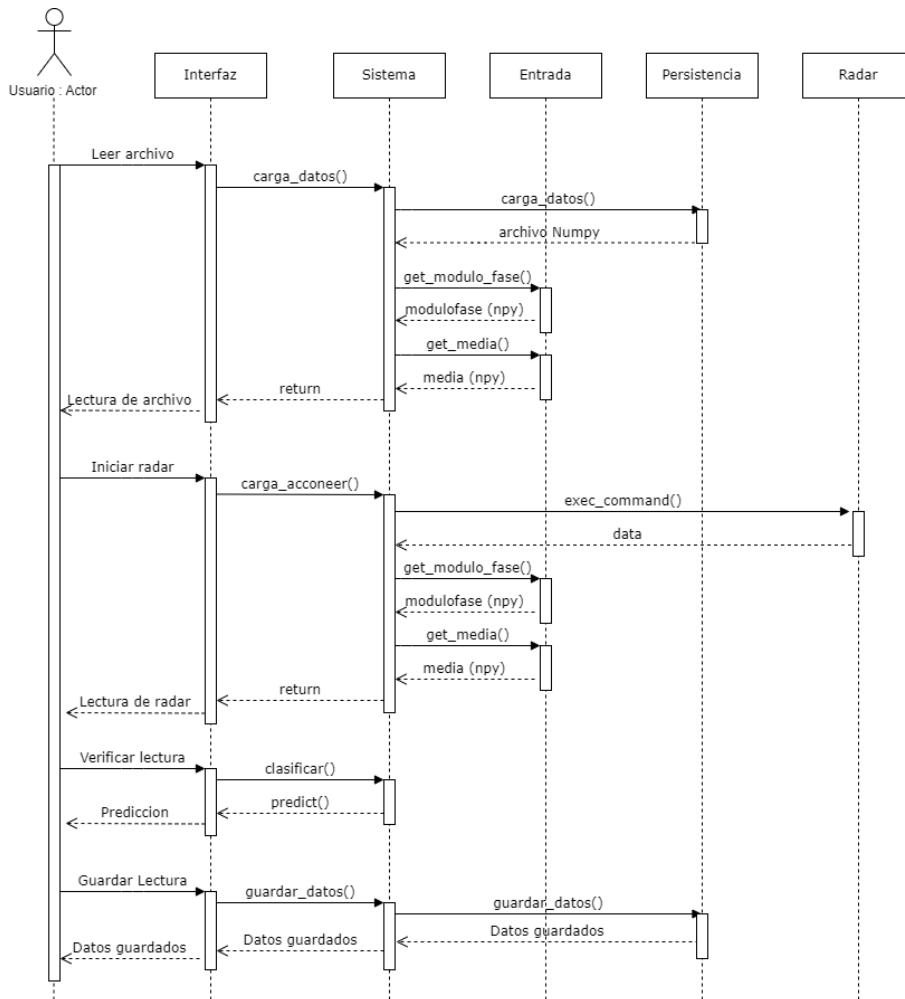 Usuario : Actor
Interfaz
Sistema
Entrada
Persistencia
Radar
Leer archivo
carga_datos()
carga_datos()
archivo Numpy
get_modulo_fase()
modulofase (npy)
get_media()
media (npy)
return
Lectura de archivo
Iniciar radar
carga_acconeer()
exec_command()
data
get_modulo_fase()
modulofase (npy)
get_media()
media (npy)
return
Lectura de radar
Verificar lectura
clasificar()
predict()
Prediccion
Guardar Lectura
guardar_datos()
guardar_datos()
Datos guardados
Datos guardados
Datos guardados